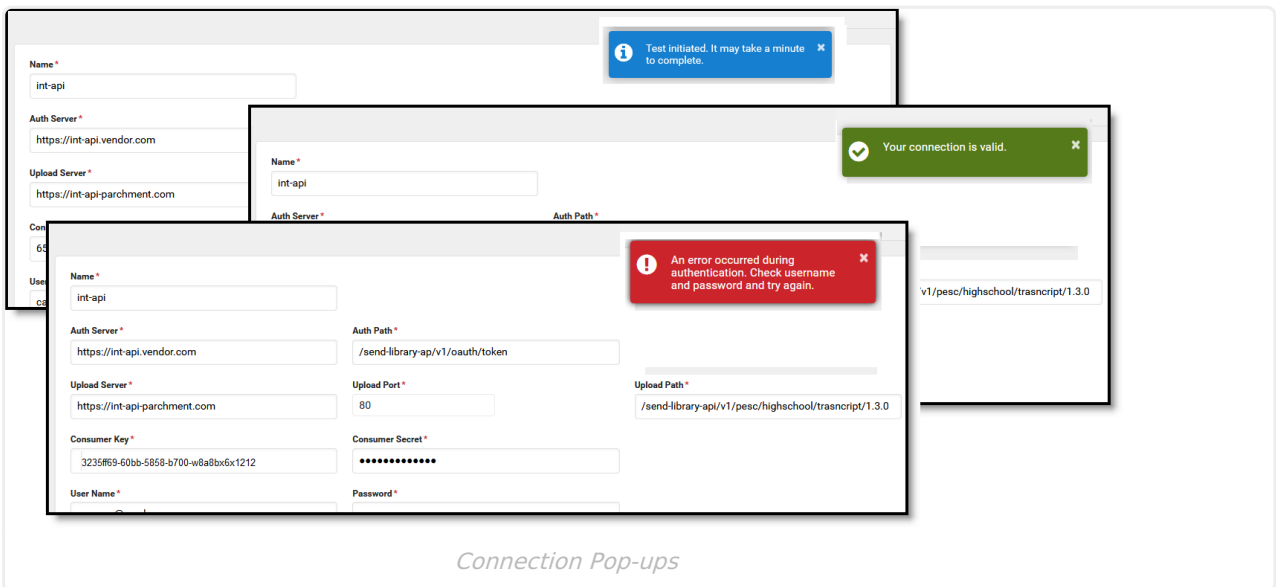 Test initiated. It may take a minute
to complete.
Name*
int-api
Auth Server*
https://int-api.vendor.com
Upload Server*
https://int-api-parchment.com
Your connection is valid.
Name*
int-api
Auth Server* Auth Path*
/v1/pesc/highschool/trasncript/1.3.0
An error occurred during
authentication. Check username
and password and try again.
Name*
int-api
Auth Server* Auth Path*
https://int-api.vendor.com /send-library-ap/v1/oauth/token
Upload Server* Upload Port* Upload Path*
https://int-api-parchment.com 80 /send-library-api/v1/pesc/highschool/trasncript/1.3.0
Consumer Key* Consumer Secret*
3235ff69-60bb-5858-b700-w8a8bx6x1212 •••••••••••••
User Name* Password*
Connection Pop-ups